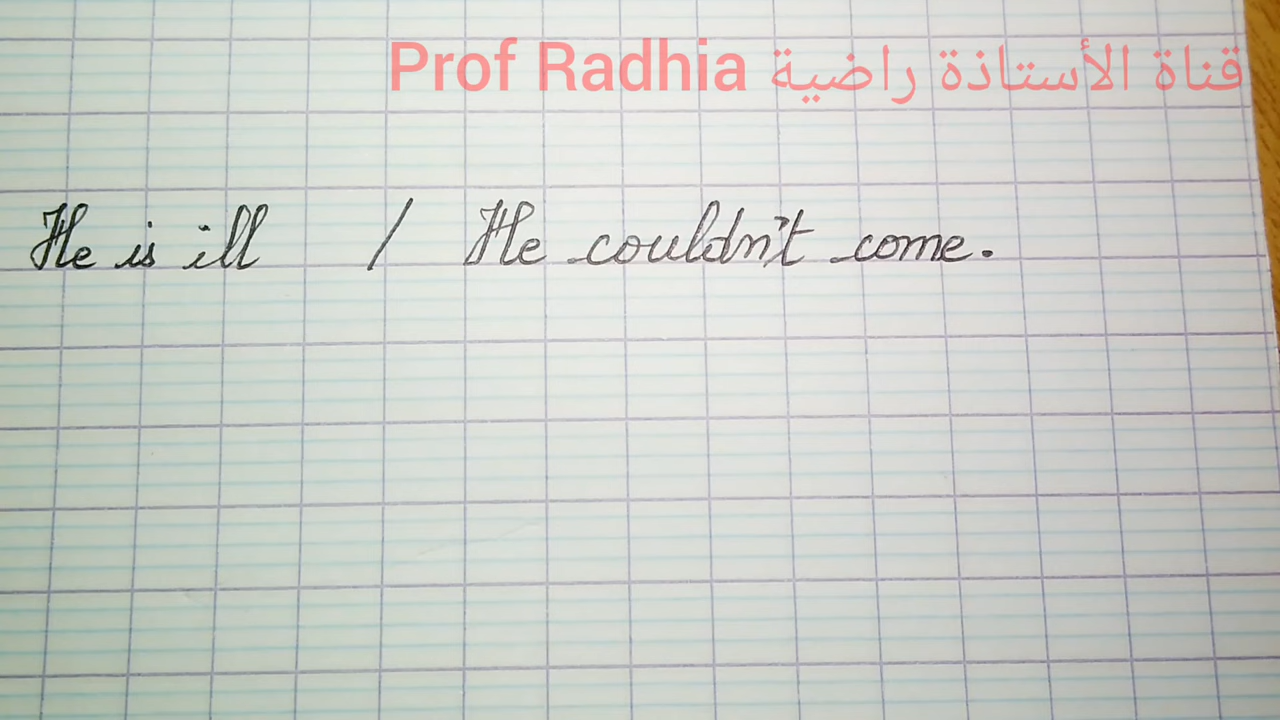 Prof Radhia قناة الأستاذة راضية
He is ill / He couldn't come.